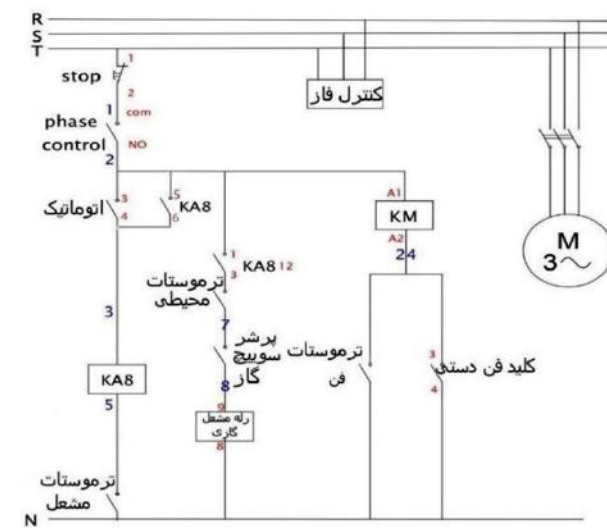 R
S
T
1
stop
2
کنترل فاز
1
com
phase
control
NO
2
3
اتوماتیک
4
5
KA8
6
A1
KM
A2
24
M
3~
1
KA8 12
3
ترموستات
محیطی
3
7
پرشر
سوییچ
گاز
ترموستات
فن
3
کلید فن دستی
4
KA8
8
5
9
رله مشعل
گازی
8
ترموستات
مشعل
N